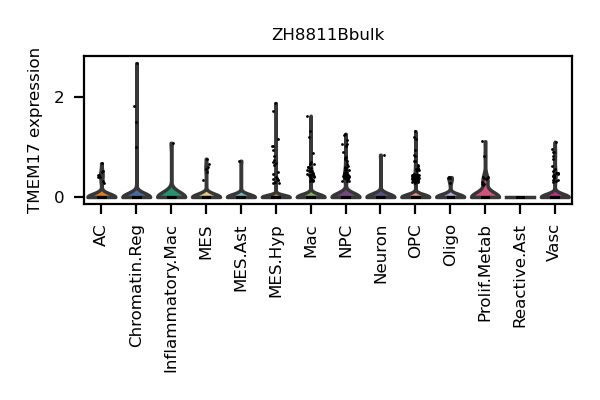 ZH8811Bbulk
TMEM17 expression
2
0
AC
Chromatin.Reg
Inflammatory.Mac
MES
MES.Ast
MES.Hyp
Mac
NPC
Neuron
OPC
Oligo
Prolif.Metab
Reactive.Ast
Vasc